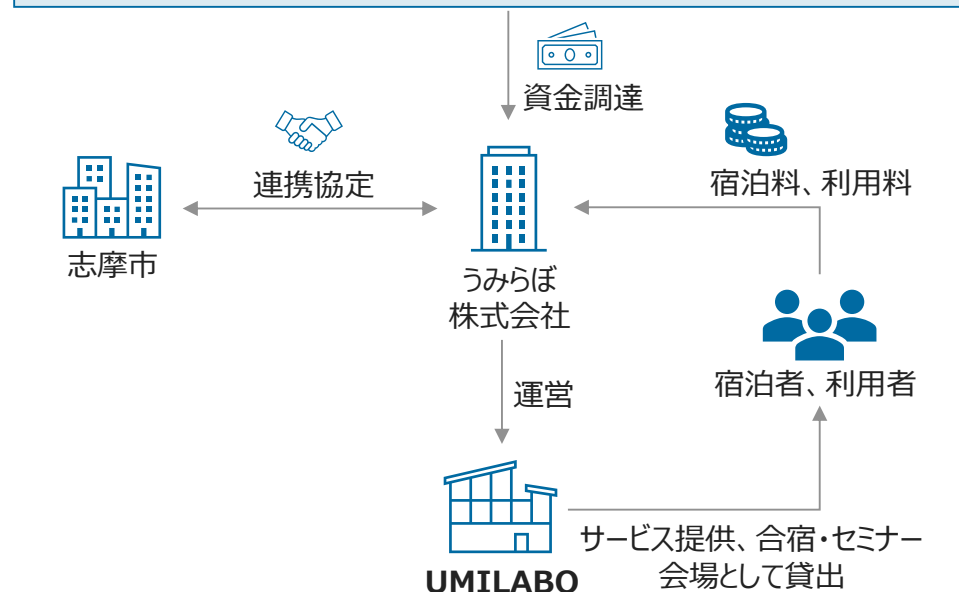 資金調達
連携協定
宿泊料、利用料
志摩市
うみらぼ
株式会社
宿泊者、利用者
運営
サービス提供、合宿・セミナー
会場として貸出
UMILABO